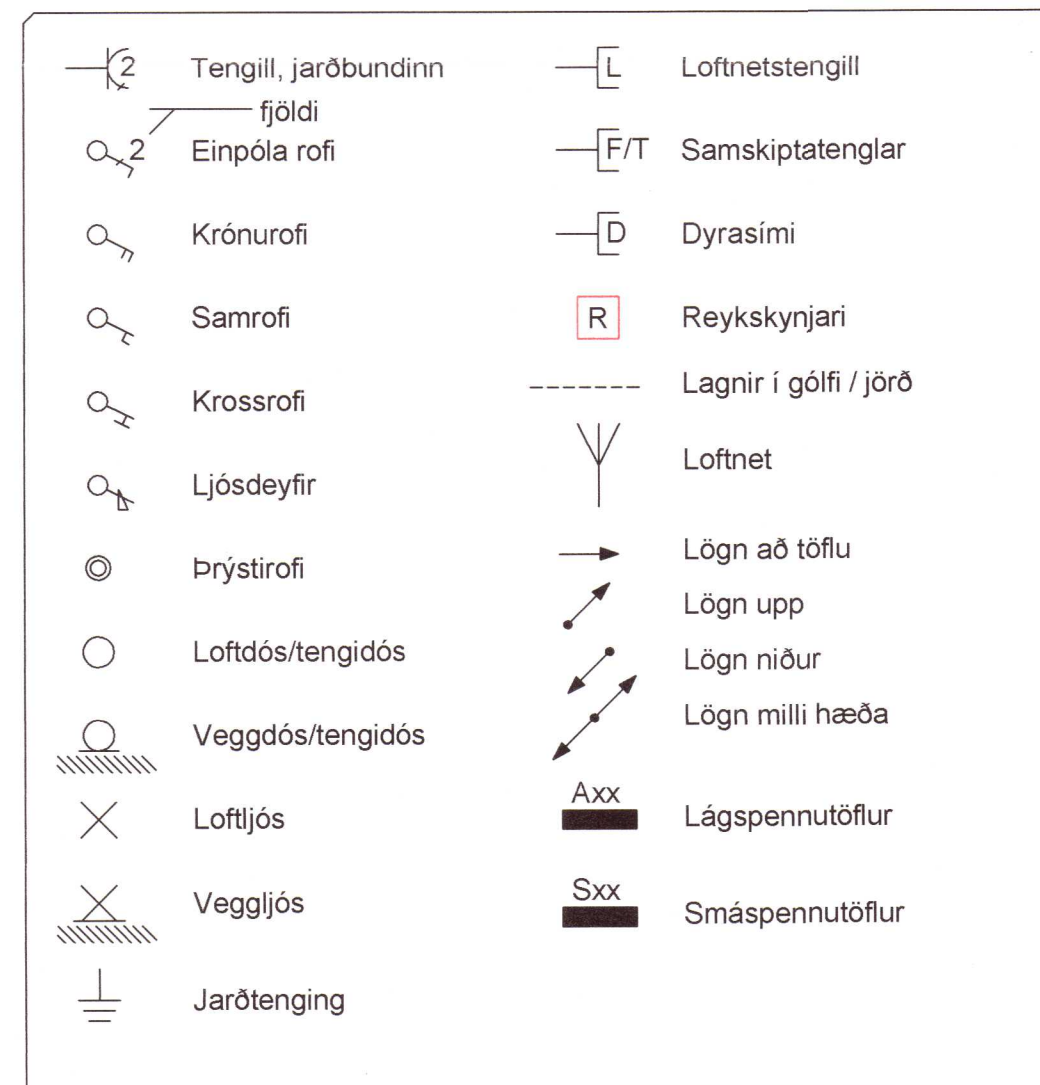 2 Tengill, jarðbundinn
fjöldi
2 Einpóla rofi
Krónurofi
Samrofi
Krossrofi
Ljósdeyfir
Þrýstirofi
Loftdós/tengidós
Veggdós/tengidós
Loftljós
Veggljós
Jarðtenging
L Loftnetstengill
F/T Samskiptatenglar
D Dyrasími
R Reykskynjari
Lagnir í gólfi / jörð
Loftnet
Lögn að töflu
Lögn upp
Lögn niður
Lögn milli hæða
Axx Lágspennutöflur
Sxx Smáspennutöflur